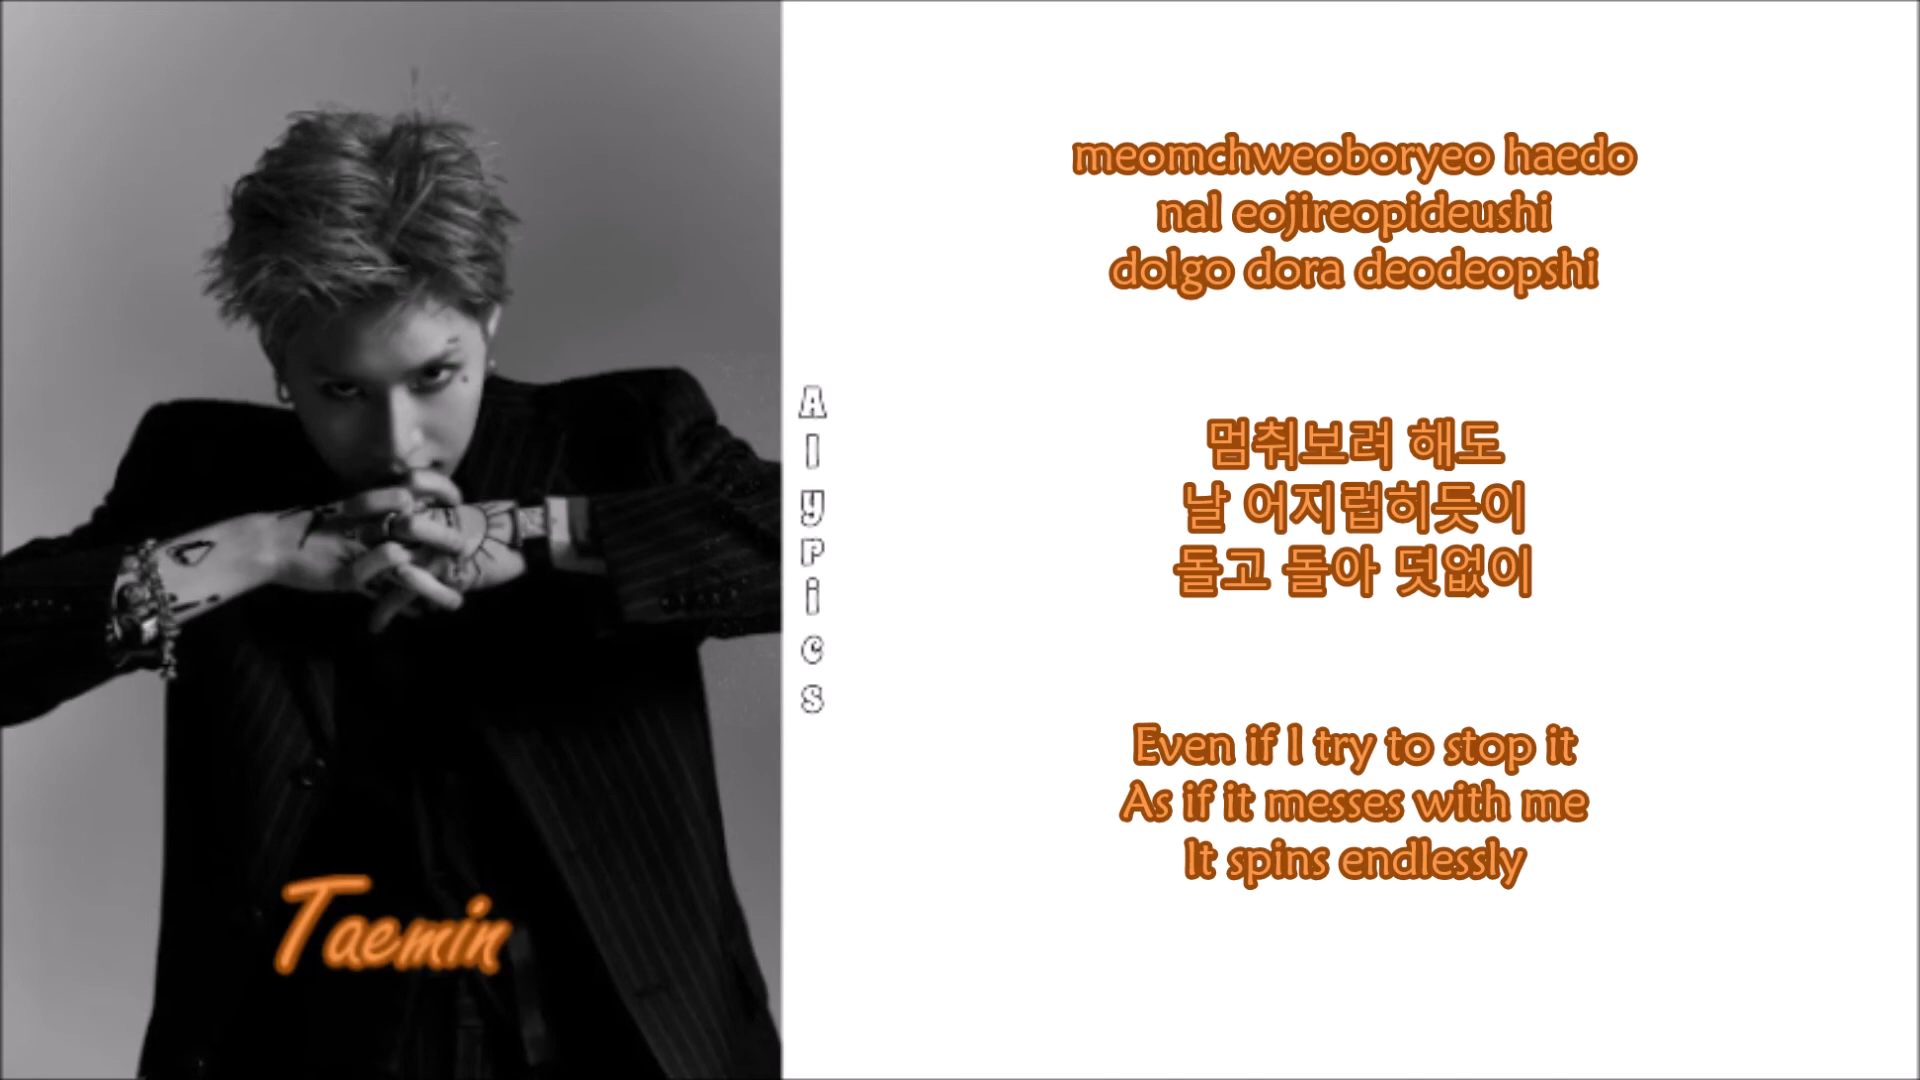 meomchweoboryeo haedo
nal eojireopideushi
dolgo dora deodeopshi
멈춰보려 해도
날 어지럽히듯이
돌고 돌아 덧없이
Even if I try to stop it
As if it messes with me
It spins endlessly
AlyPics
Taemin